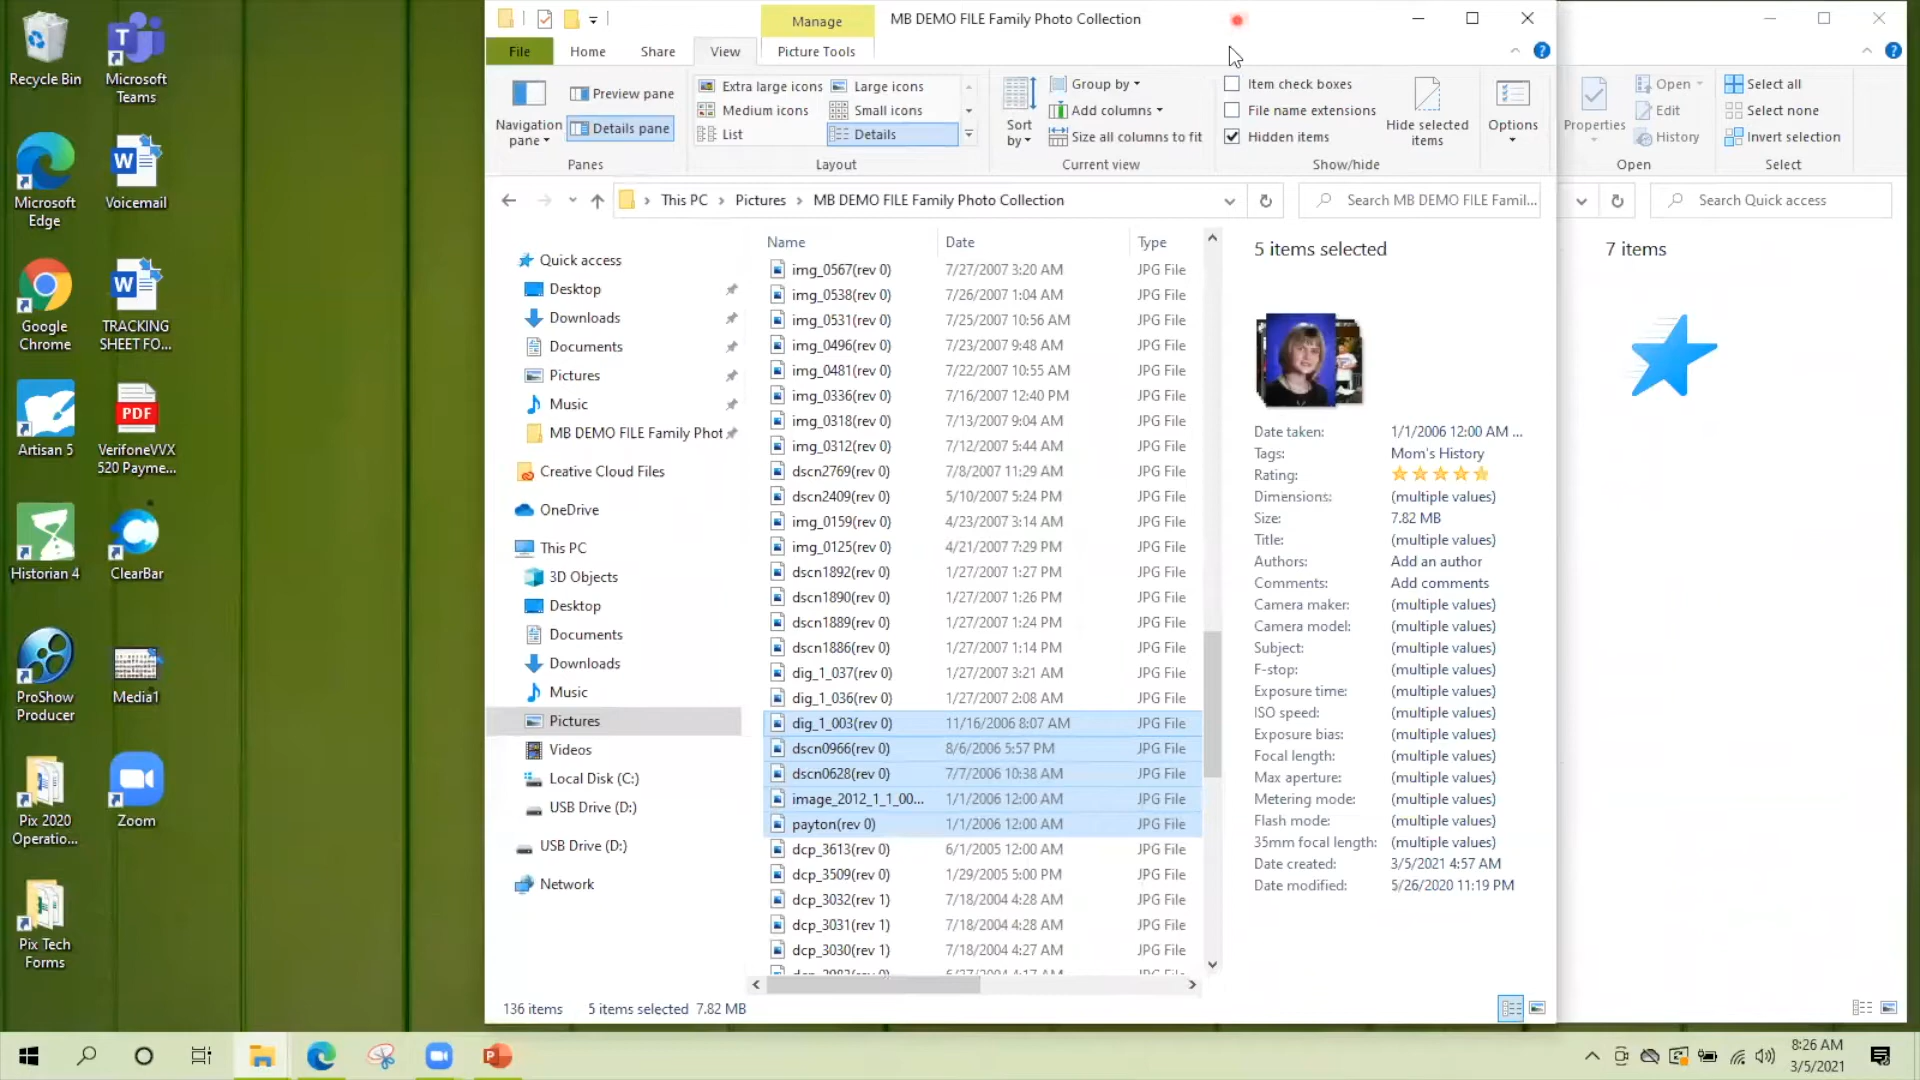 Recycle Bin
Microsoft Teams
Microsoft Edge
Voicemail
Google Chrome
TRACKING SHEET FO...
Artisan 5
PDF
VerifoneVVX 520 Payme...
Historian 4
ClearBar
ProShow Producer
Media1
Pix 2020 Operatio...
Zoom
Pix Tech Forms
Manage
MB DEMO FILE Family Photo Collection
File
Home
Share
View
Picture Tools
Navigation pane
Preview pane
Details pane
Panes
Extra large icons
Large icons
Medium icons
Small icons
List
Details
Layout
Sort by
Group by
Add columns
Size all columns to fit
Current view
Item check boxes
File name extensions
Hidden items
Hide selected items
Show/hide
Options
Properties
Open
Edit
History
Open
Select all
Select none
Invert selection
Select
This PC > Pictures > MB DEMO FILE Family Photo Collection
Search MB DEMO FILE Famil...
Search Quick access
Quick access
Desktop
Downloads
Documents
Pictures
Music
MB DEMO FILE Family Phot
Creative Cloud Files
OneDrive
This PC
3D Objects
Desktop
Documents
Downloads
Music
Pictures
Videos
Local Disk (C:)
USB Drive (D:)
USB Drive (D:)
Network
Name Date Type
img_0567(rev 0) 7/27/2007 3:20 AM JPG File
img_0538(rev 0) 7/26/2007 1:04 AM JPG File
img_0531(rev 0) 7/25/2007 10:56 AM JPG File
img_0496(rev 0) 7/23/2007 9:48 AM JPG File
img_0481(rev 0) 7/22/2007 10:55 AM JPG File
img_0336(rev 0) 7/16/2007 12:40 PM JPG File
img_0318(rev 0) 7/13/2007 9:04 AM JPG File
img_0312(rev 0) 7/12/2007 5:44 AM JPG File
dscn2769(rev 0) 7/8/2007 11:29 AM JPG File
dscn2409(rev 0) 5/10/2007 5:24 PM JPG File
img_0159(rev 0) 4/23/2007 3:14 AM JPG File
img_0125(rev 0) 4/21/2007 7:29 PM JPG File
dscn1892(rev 0) 1/27/2007 1:27 PM JPG File
dscn1890(rev 0) 1/27/2007 1:26 PM JPG File
dscn1889(rev 0) 1/27/2007 1:24 PM JPG File
dscn1886(rev 0) 1/27/2007 1:14 PM JPG File
dig_1_037(rev 0) 1/27/2007 3:21 AM JPG File
dig_1_036(rev 0) 1/27/2007 2:08 AM JPG File
dig_1_003(rev 0) 11/16/2006 8:07 AM JPG File
dscn0966(rev 0) 8/6/2006 5:57 PM JPG File
dscn0628(rev 0) 7/7/2006 10:38 AM JPG File
image_2012_1_1_00... 1/1/2006 12:00 AM JPG File
payton(rev 0) 1/1/2006 12:00 AM JPG File
dcp_3613(rev 0) 6/1/2005 12:00 AM JPG File
dcp_3509(rev 0) 1/29/2005 5:00 PM JPG File
dcp_3032(rev 1) 7/18/2004 4:28 AM JPG File
dcp_3031(rev 1) 7/18/2004 4:28 AM JPG File
dcp_3030(rev 1) 7/18/2004 4:27 AM JPG File
5 items selected
Date taken: 1/1/2006 12:00 AM ...
Tags: Mom's History
Rating:
Dimensions: (multiple values)
Size: 7.82 MB
Title: (multiple values)
Authors: Add an author
Comments: Add comments
Camera maker: (multiple values)
Camera model: (multiple values)
Subject: (multiple values)
F-stop: (multiple values)
Exposure time: (multiple values)
ISO speed: (multiple values)
Exposure bias: (multiple values)
Focal length: (multiple values)
Max aperture: (multiple values)
Metering mode: (multiple values)
Flash mode: (multiple values)
35mm focal length: (multiple values)
Date created: 3/5/2021 4:57 AM
Date modified: 5/26/2020 11:19 PM
7 items
136 items 5 items selected 7.82 MB
8:26 AM
3/5/2021